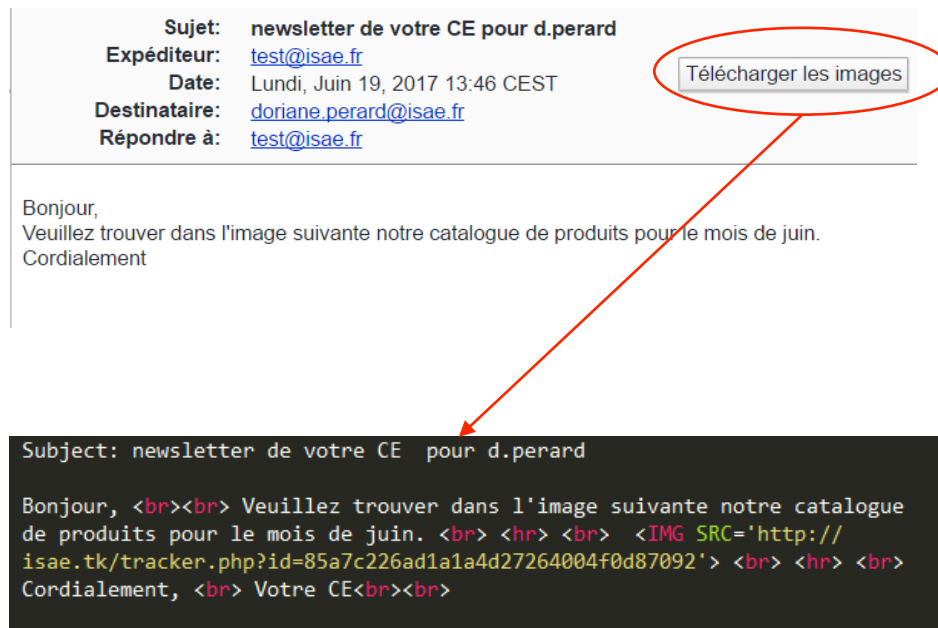 Sujet: newsletter de votre CE pour d.perard
Expéditeur: test@isae.fr
Date: Lundi, Juin 19, 2017 13:46 CEST
Destinataire: doriane.perard@isae.fr
Répondre à: test@isae.fr
Télécharger les images
Bonjour,
Veuillez trouver dans l'image suivante notre catalogue de produits pour le mois de juin.
Cordialement
Subject: newsletter de votre CE  pour d.perard
Bonjour, <br><br> Veuillez trouver dans l'image suivante notre catalogue
de produits pour le mois de juin. <br> <hr> <br>  <IMG SRC='http://
isae.tk/tracker.php?id=85a7c226ad1a1a4d27264004f0d87092'> <br> <hr> <br>
Cordialement, <br> Votre CE<br><br>